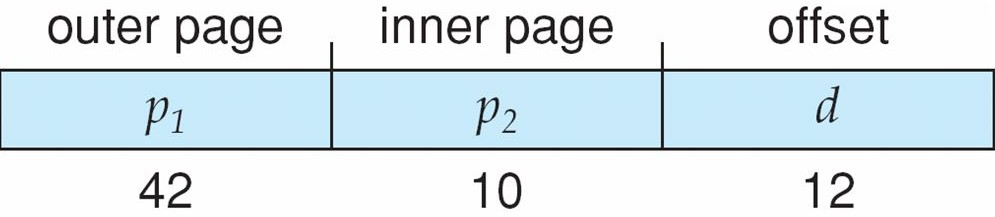 outer page inner page offset
p1 p2 d
42 10 12